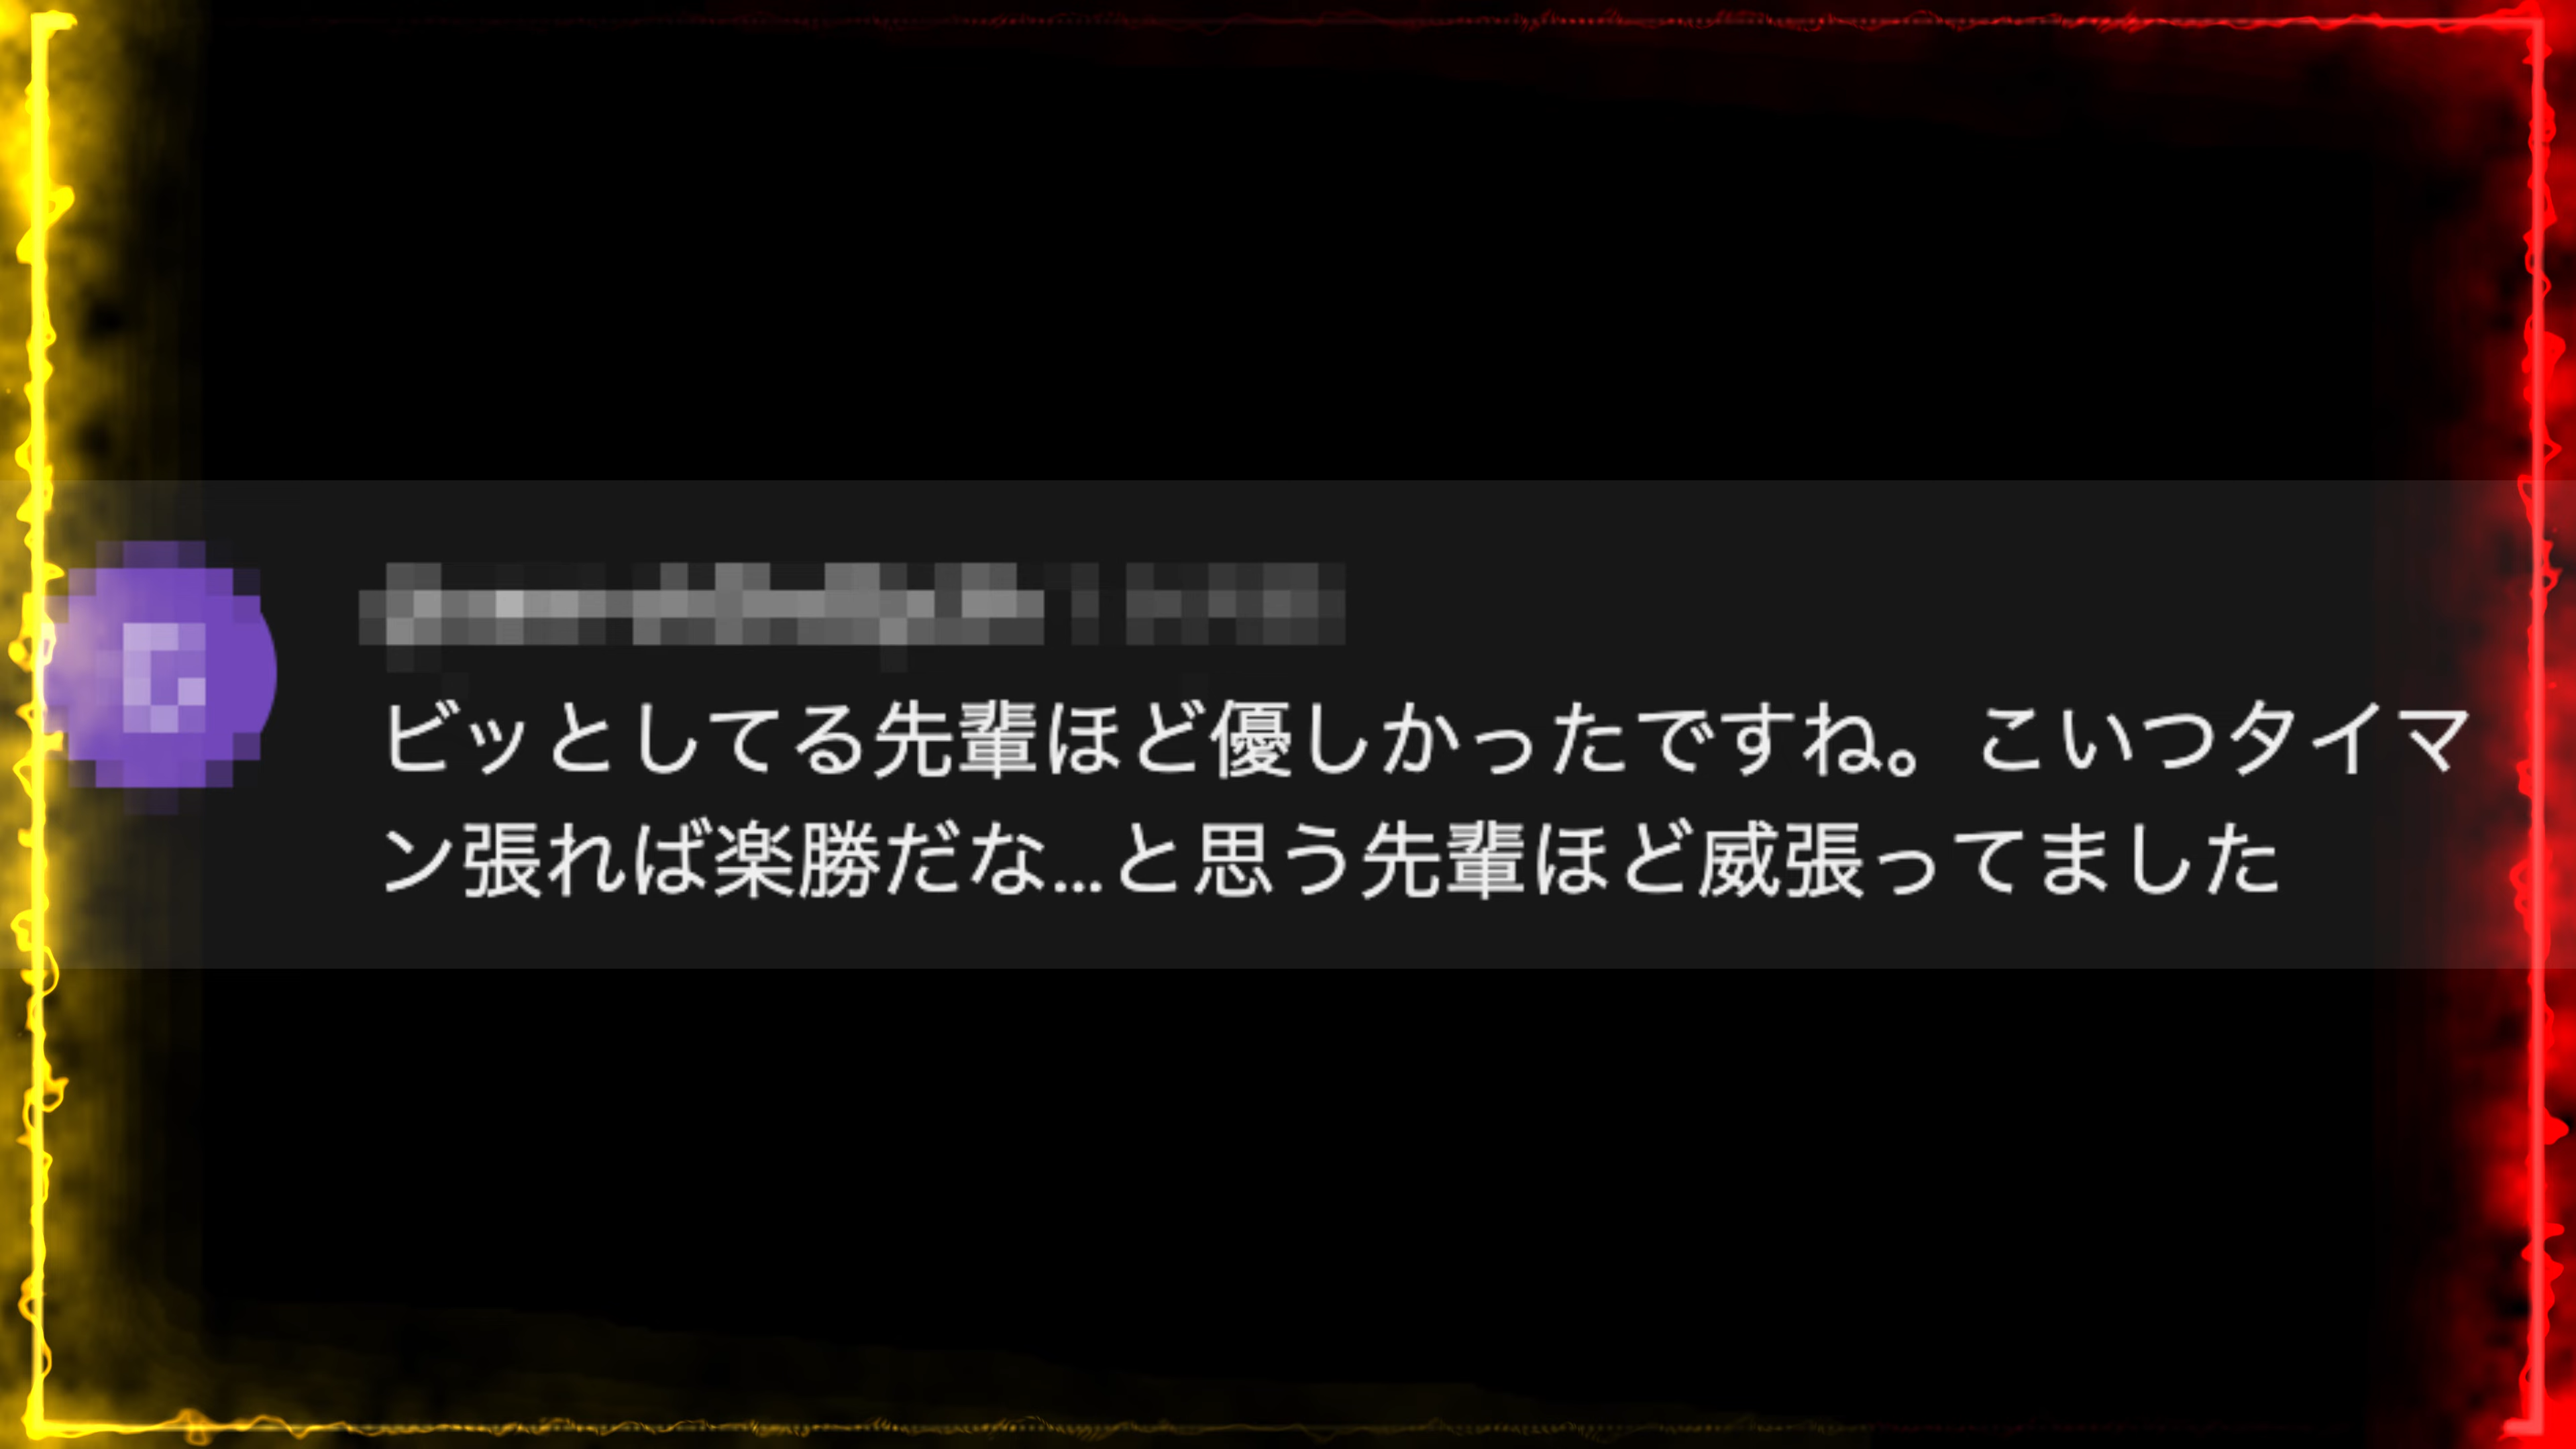 ビッとしてる先輩ほど優しかったですね。こいつタイマ
ン張れば楽勝だな...と思う先輩ほど威張ってました